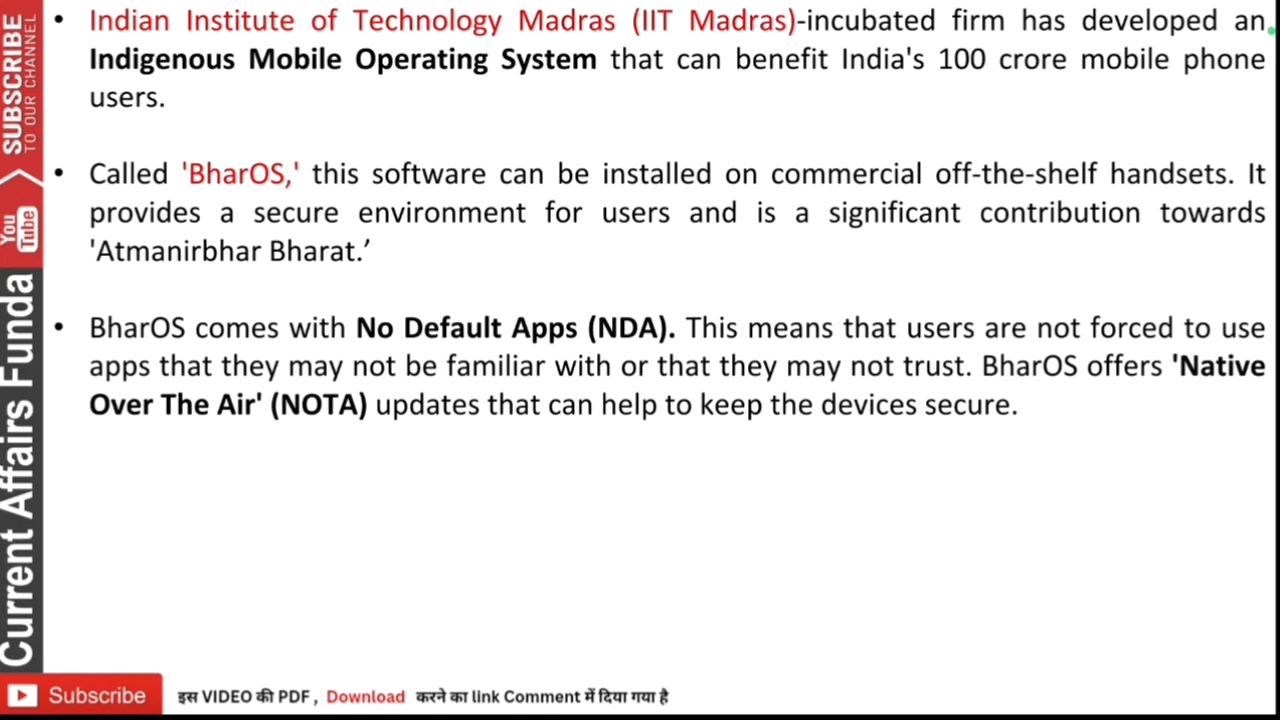 • Indian Institute of Technology Madras (IIT Madras)-incubated firm has developed an
Indigenous Mobile Operating System that can benefit India's 100 crore mobile phone
users.
• Called 'BharOS,' this software can be installed on commercial off-the-shelf handsets. It
provides a secure environment for users and is a significant contribution towards
'Atmanirbhar Bharat.’
• BharOS comes with No Default Apps (NDA). This means that users are not forced to use
apps that they may not be familiar with or that they may not trust. BharOS offers 'Native
Over The Air' (NOTA) updates that can help to keep the devices secure.
SUBSCRIBE
TO OUR CHANNEL
You
Tube
Current Affairs Funda
Subscribe
इस VIDEO की PDF , Download करने का link Comment में दिया गया है